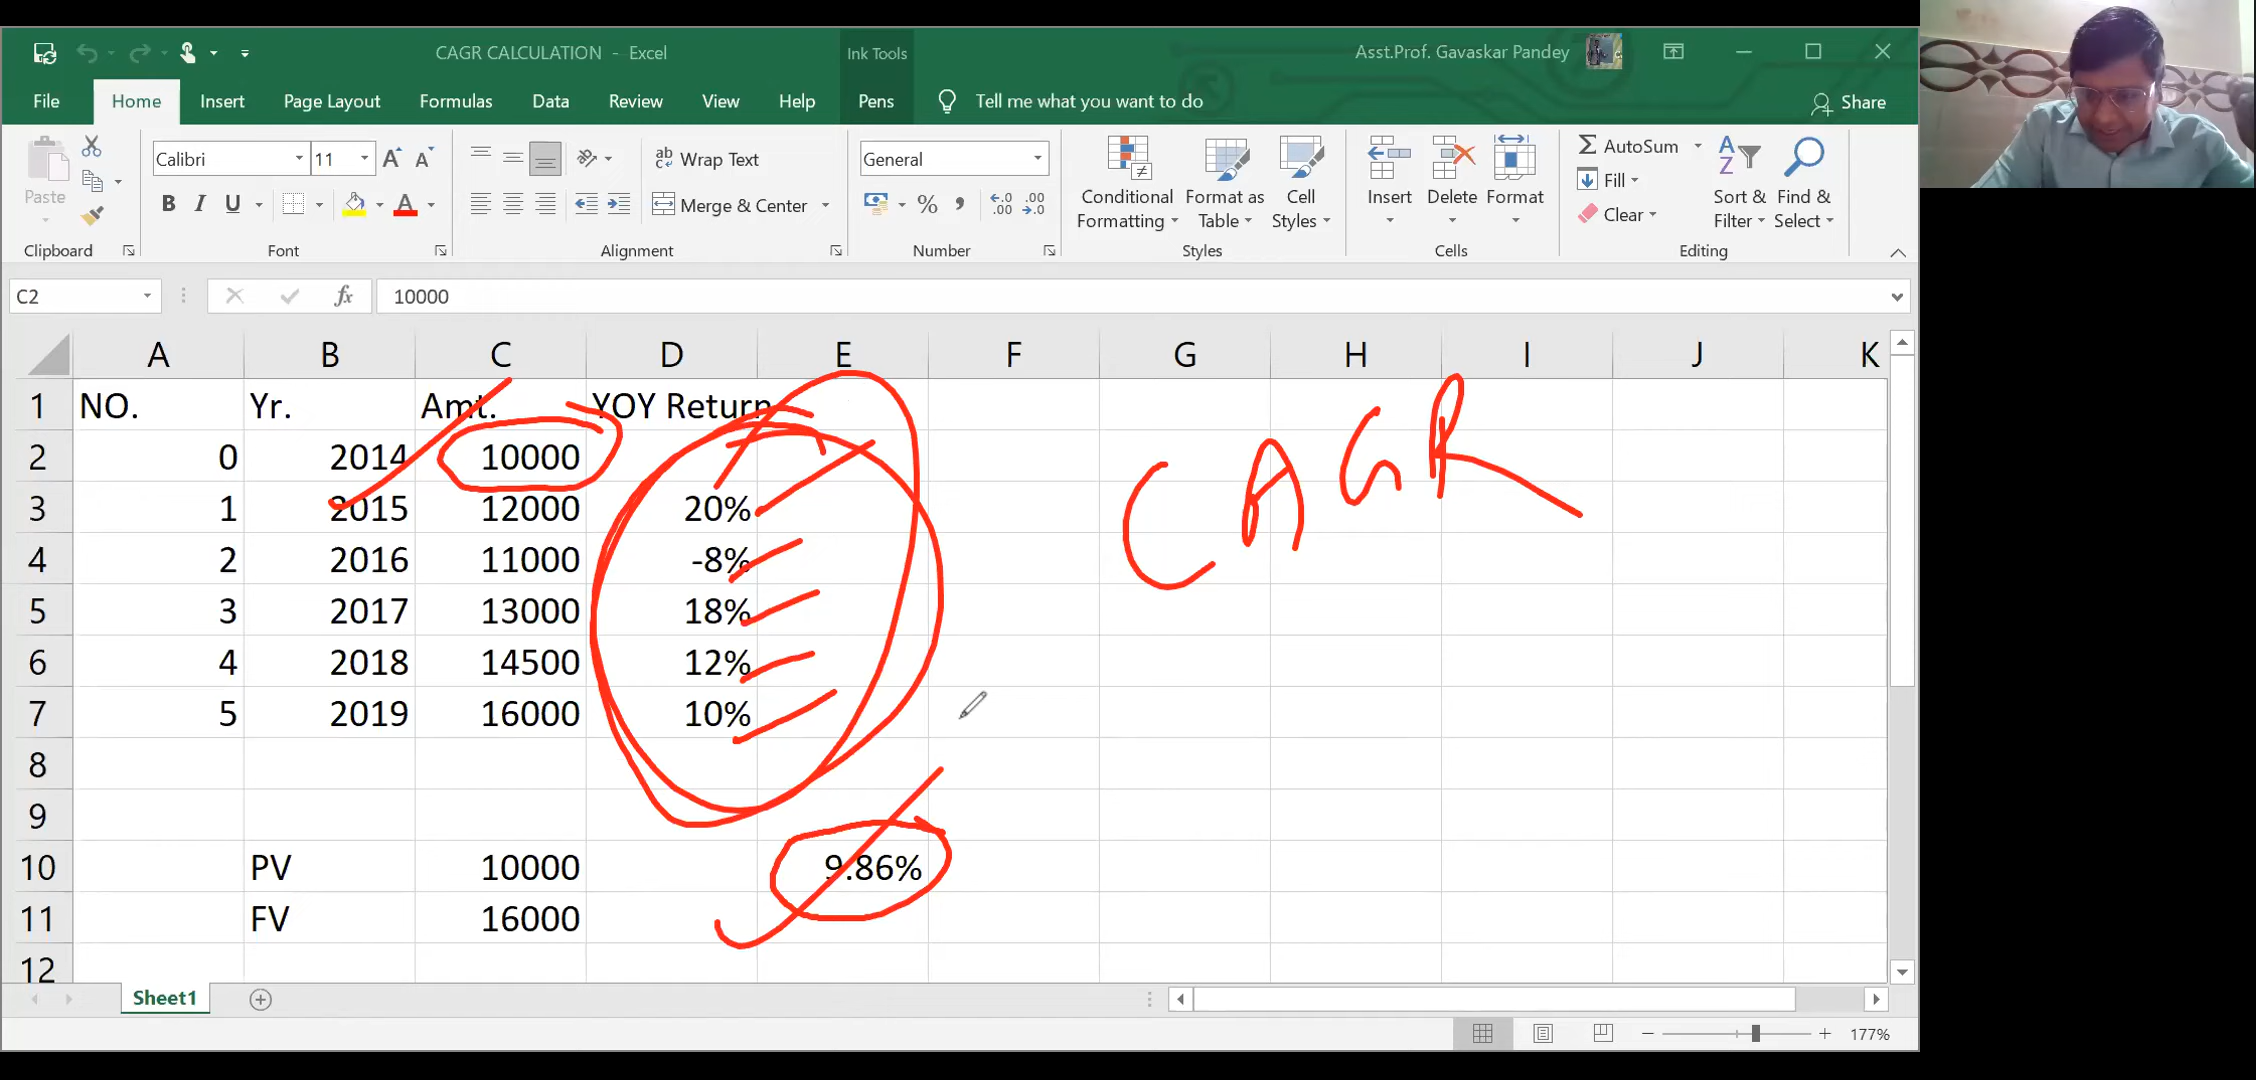 CAGR CALCULATION - Excel
Ink Tools
Asst.Prof. Gavaskar Pandey
File Home Insert Page Layout Formulas Data Review View Help Pens Tell me what you want to do Share
Paste
Calibri 11
Wrap Text
General
Conditional Formatting
Format as Table
Cell Styles
Insert
Delete
Format
AutoSum
Fill
Clear
Sort & Filter
Find & Select
B I U
Merge & Center
% , .0 .00 .00 .0
Clipboard Font Alignment Number Styles Cells Editing
C2 fx 10000
A B C D E F G H I J K
1 NO. Yr. Amt. YOY Return
2 0 2014 10000
3 1 2015 12000 20%
4 2 2016 11000 -8%
5 3 2017 13000 18%
6 4 2018 14500 12%
7 5 2019 16000 10%
8
9
10 PV 10000 9.86%
11 FV 16000
12
CAGR
Sheet1
177%